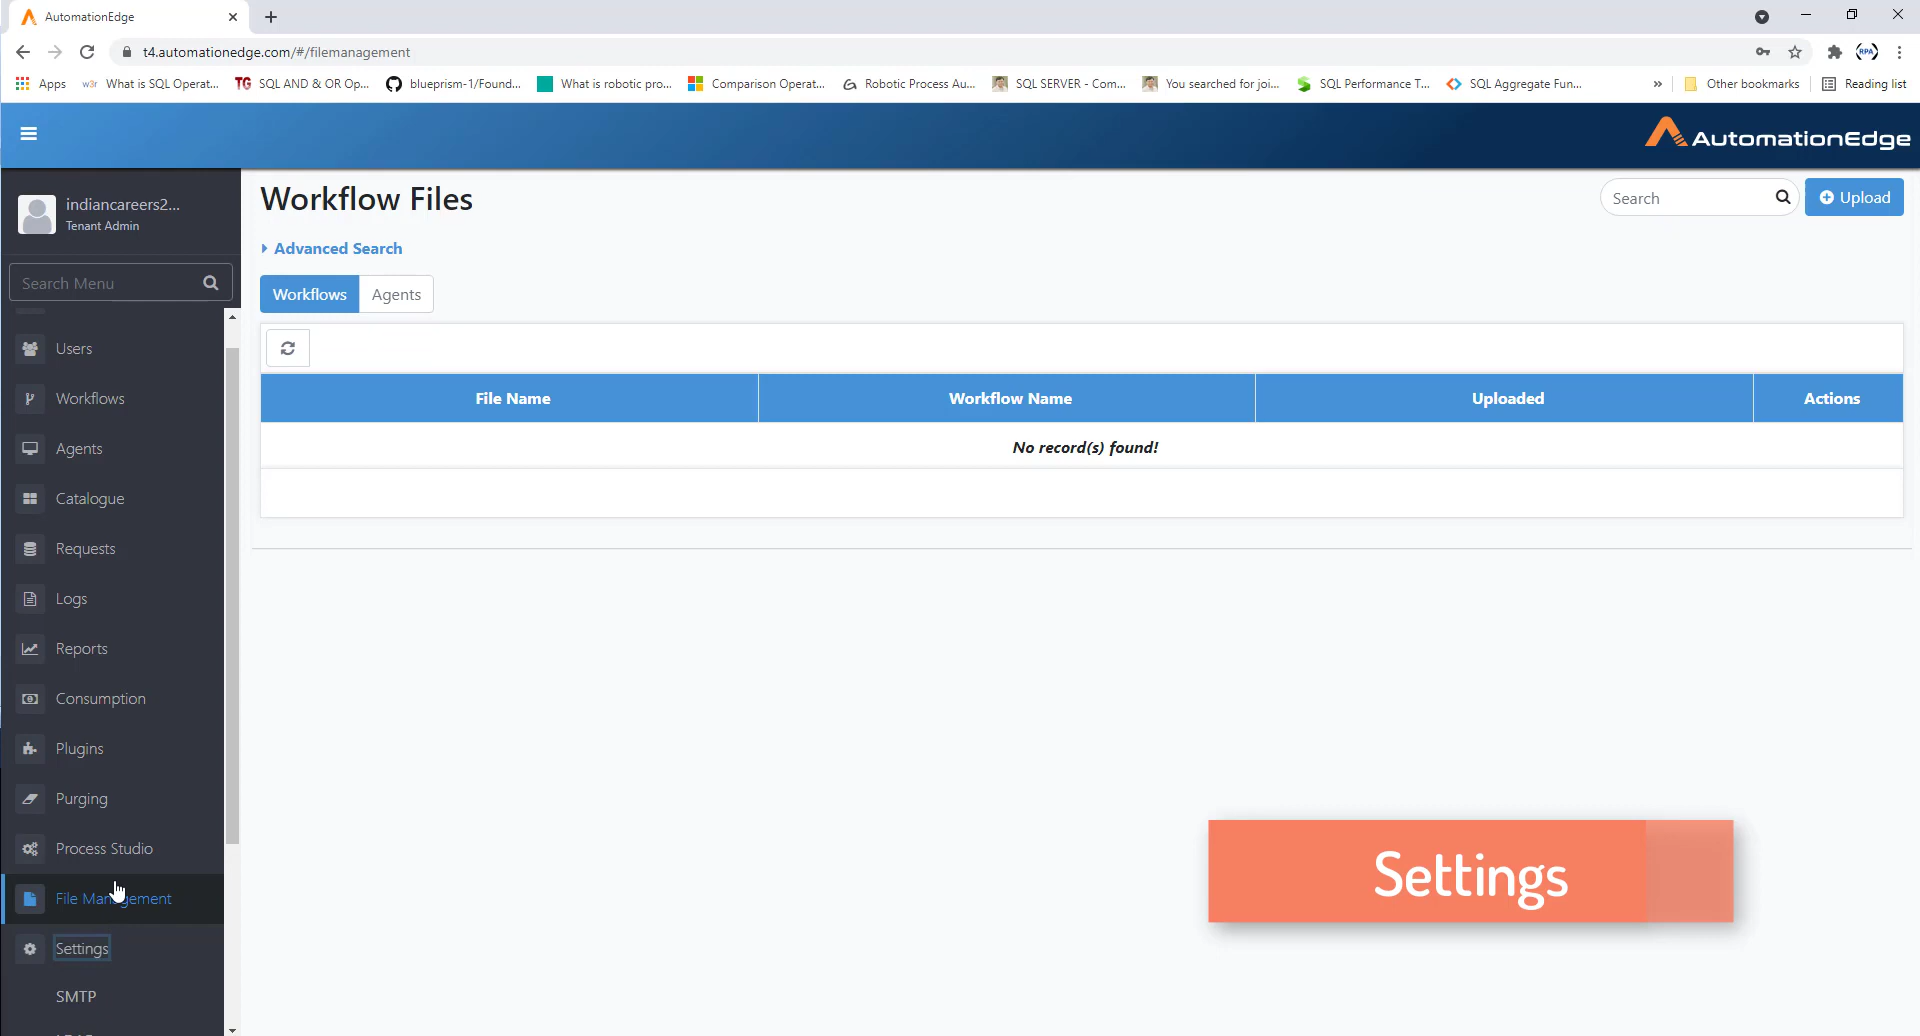 AutomationEdge
t4.automationedge.com/#/filemanagement
RPA
Apps
w3r What is SQL Operat...
TG SQL AND & OR Op...
blueprism-1/Found...
What is robotic pro...
Comparison Operat...
Robotic Process Au...
SQL SERVER - Com...
You searched for joi...
SQL Performance T...
SQL Aggregate Fun...
»
Other bookmarks
Reading list
AutomationEdge
indiancareers2...
Tenant Admin
Search Menu
Users
Workflows
Agents
Catalogue
Requests
Logs
Reports
Consumption
Plugins
Purging
Process Studio
File Management
Settings
SMTP
Workflow Files
Search
Upload
Advanced Search
Workflows Agents
File Name Workflow Name Uploaded Actions
No record(s) found!
Settings